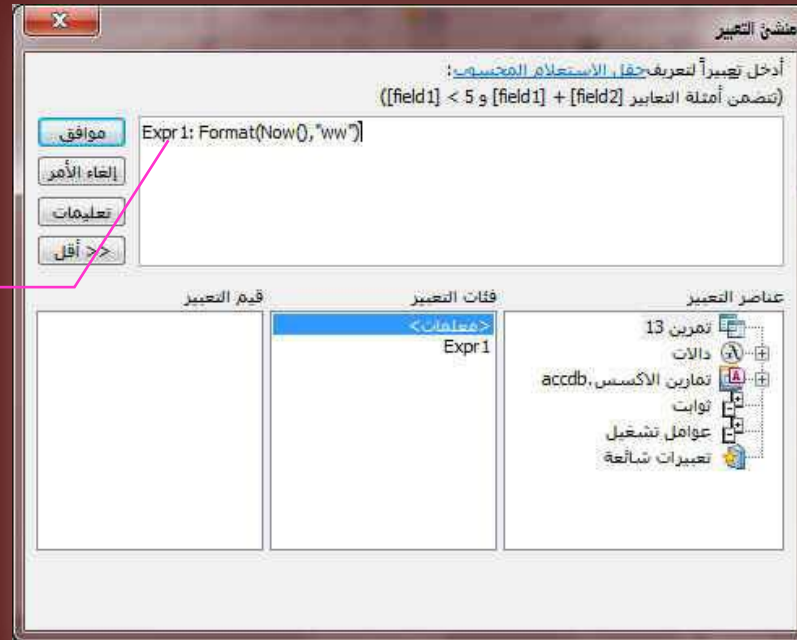 منشئ التعبير
أدخل تعبيراً لتعريف حقل الاستعلام المحسوب:
(تتضمن أمثلة التعابير [field1] + [field2] و [field1] < 5)
Expr1: Format(Now(),"ww")
موافق
إلغاء الأمر
تعليمات
<< أقل
عناصر التعبير
تمرين 13
دالات
تمارين الاكسس.accdb
ثوابت
عوامل تشغيل
تعبيرات شائعة
فئات التعبير
<معلمات>
Expr1
قيم التعبير